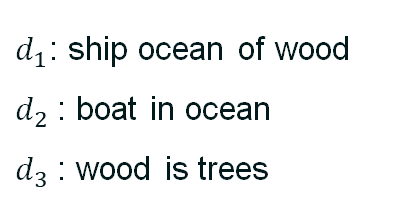 d₁: ship ocean of wood
d₂ : boat in ocean
d₃ : wood is trees